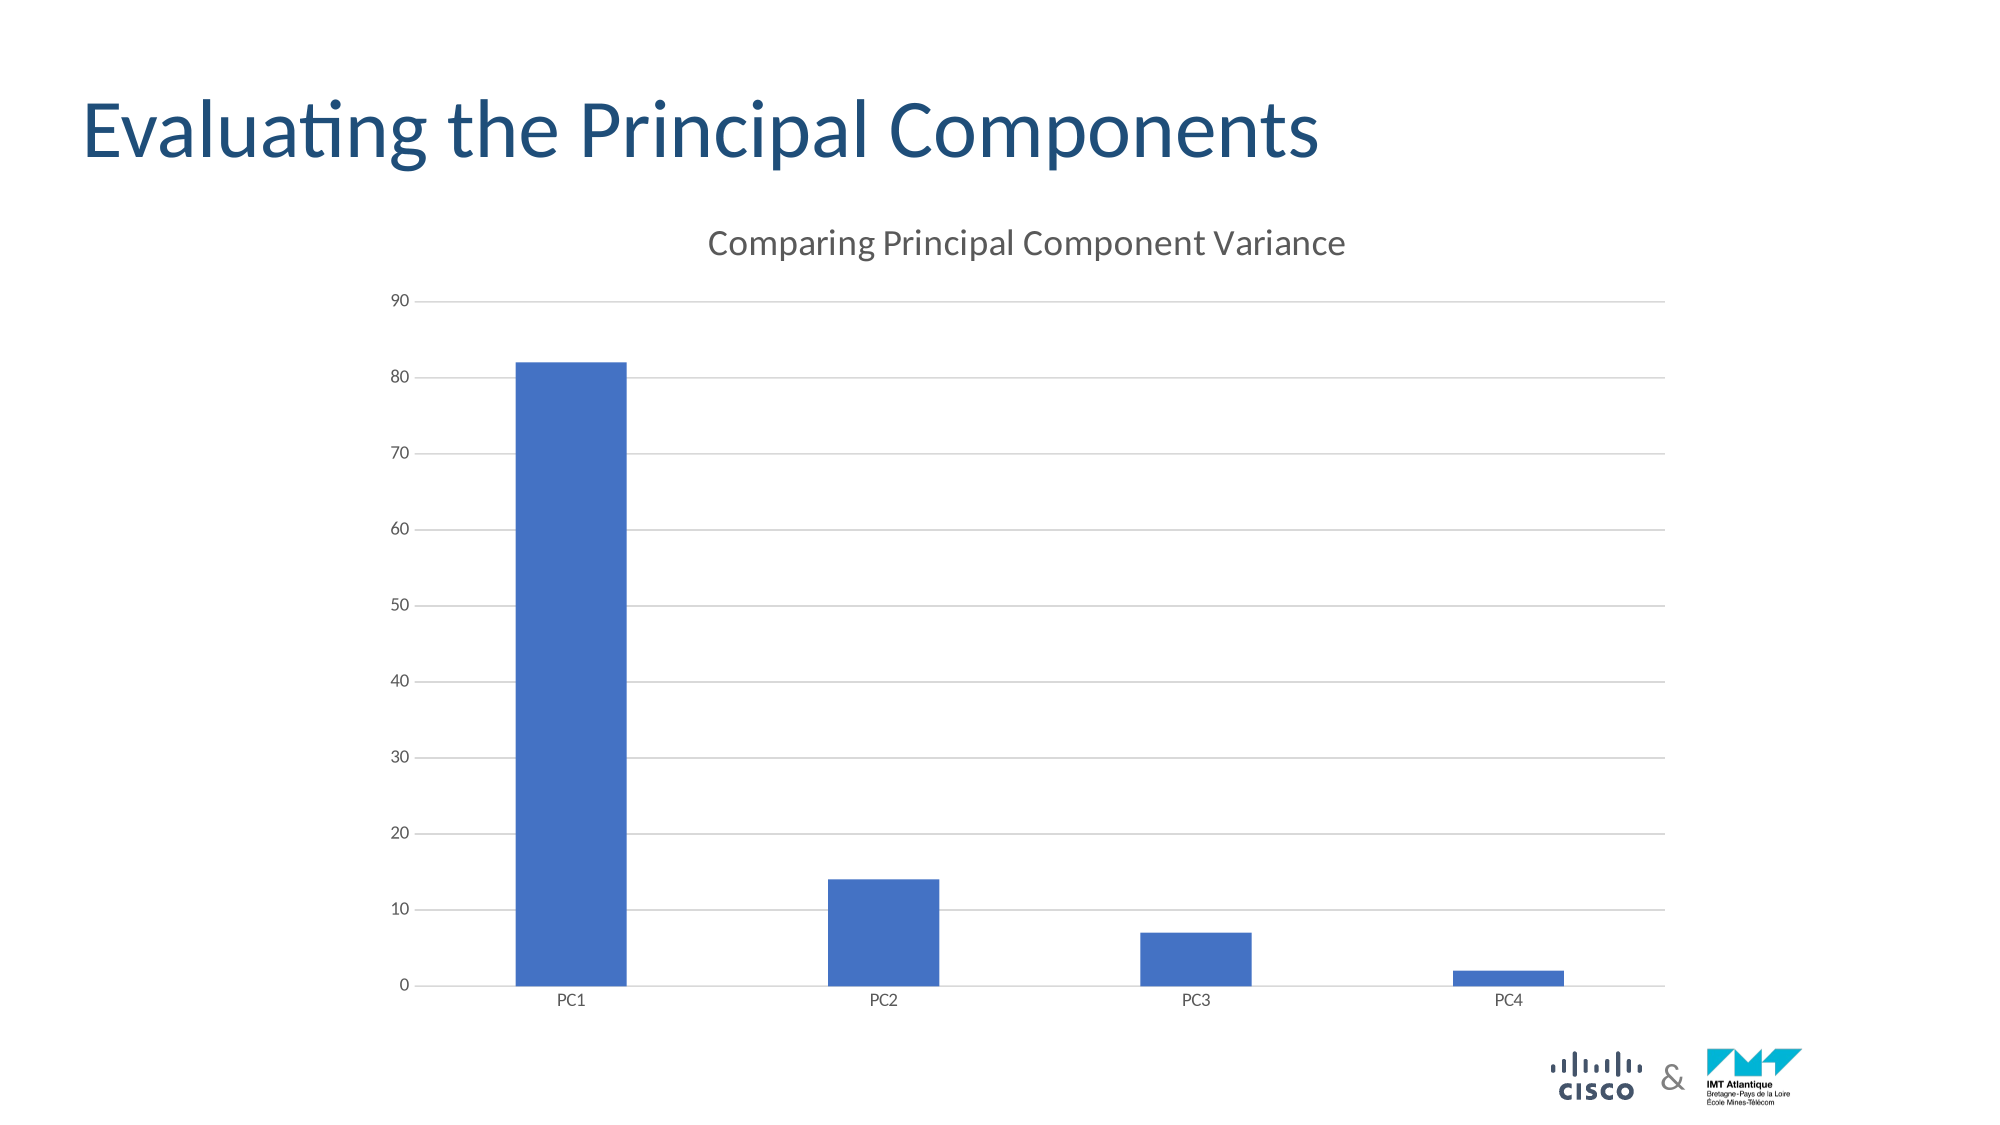 Evaluating the Principal Components
Comparing Principal Component Variance
90
80
70
60
50
40
30
20
10
0
PC1 PC2 PC3 PC4
CISCO & IMT Atlantique
Bretagne-Pays de la Loire
École Mines-Télécom